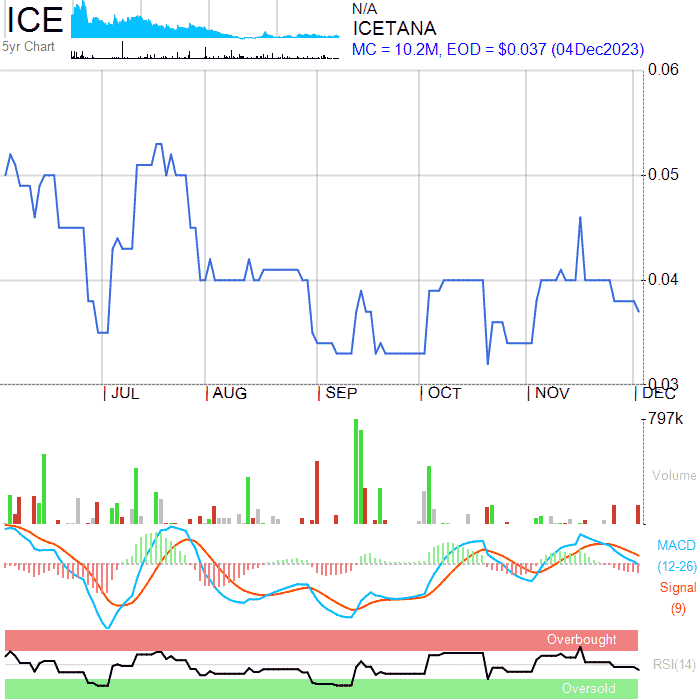 ICE
5yr Chart
N/A
ICETANA
MC = 10.2M, EOD = $0.037 (04Dec2023)
0.06
0.05
0.04
0.03
JUL AUG SEP OCT NOV DEC
797k
Volume
MACD
(12-26)
Signal
(9)
Overbought
RSI(14)
Oversold